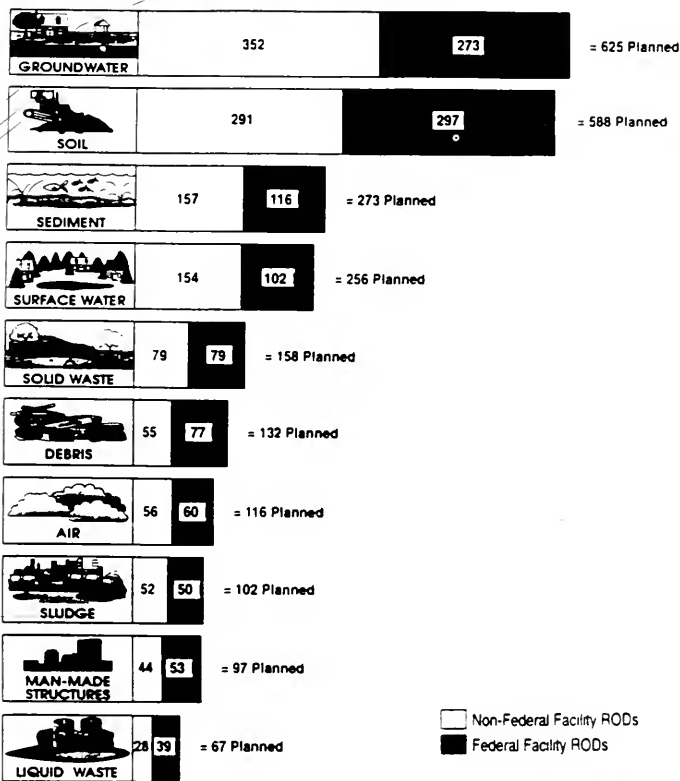 352 273 = 625 Planned
GROUNDWATER
291 297 = 588 Planned
SOIL
157 116 = 273 Planned
SEDIMENT
154 102 = 256 Planned
SURFACE WATER
79 79 = 158 Planned
SOLID WASTE
55 77 = 132 Planned
DEBRIS
56 60 = 116 Planned
AIR
52 50 = 102 Planned
SLUDGE
44 53 = 97 Planned
MAN-MADE
STRUCTURES
28 39 = 67 Planned
LIQUID WASTE
Non-Federal Facility RODs
Federal Facility RODs